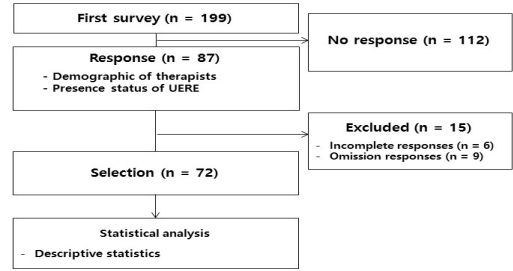 First survey (n = 199)
No response (n = 112)
Response (n = 87)
- Demographic of therapists
- Presence status of UERE
Excluded (n = 15)
- Incomplete responses (n = 6)
- Omission responses (n = 9)
Selection (n = 72)
Statistical analysis
- Descriptive statistics